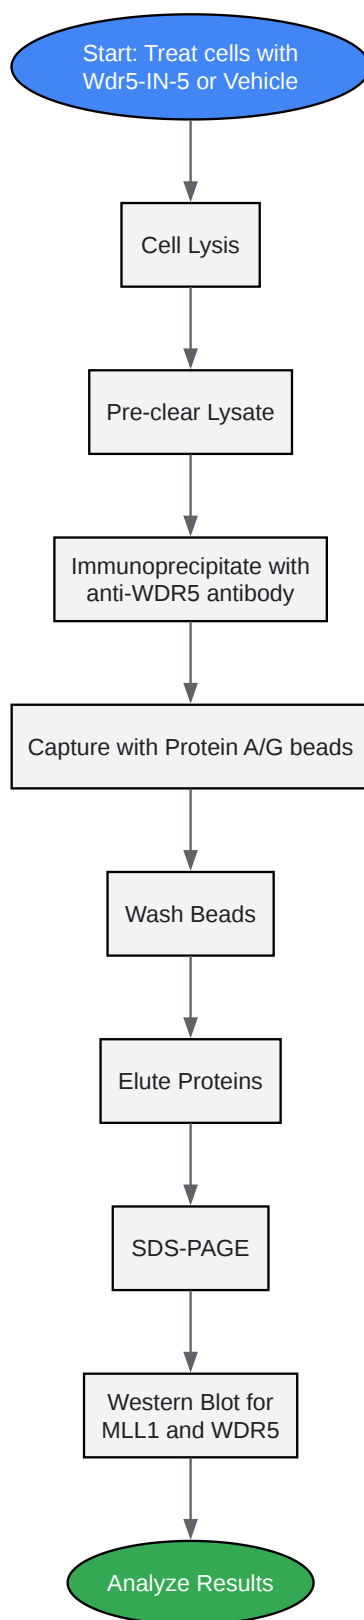 Start: Treat cells with
Wdr5-IN-5 or Vehicle
Cell Lysis
Pre-clear Lysate
Immunoprecipitate with
anti-WDR5 antibody
Capture with Protein A/G beads
Wash Beads
Elute Proteins
SDS-PAGE
Western Blot for
MLL1 and WDR5
Analyze Results